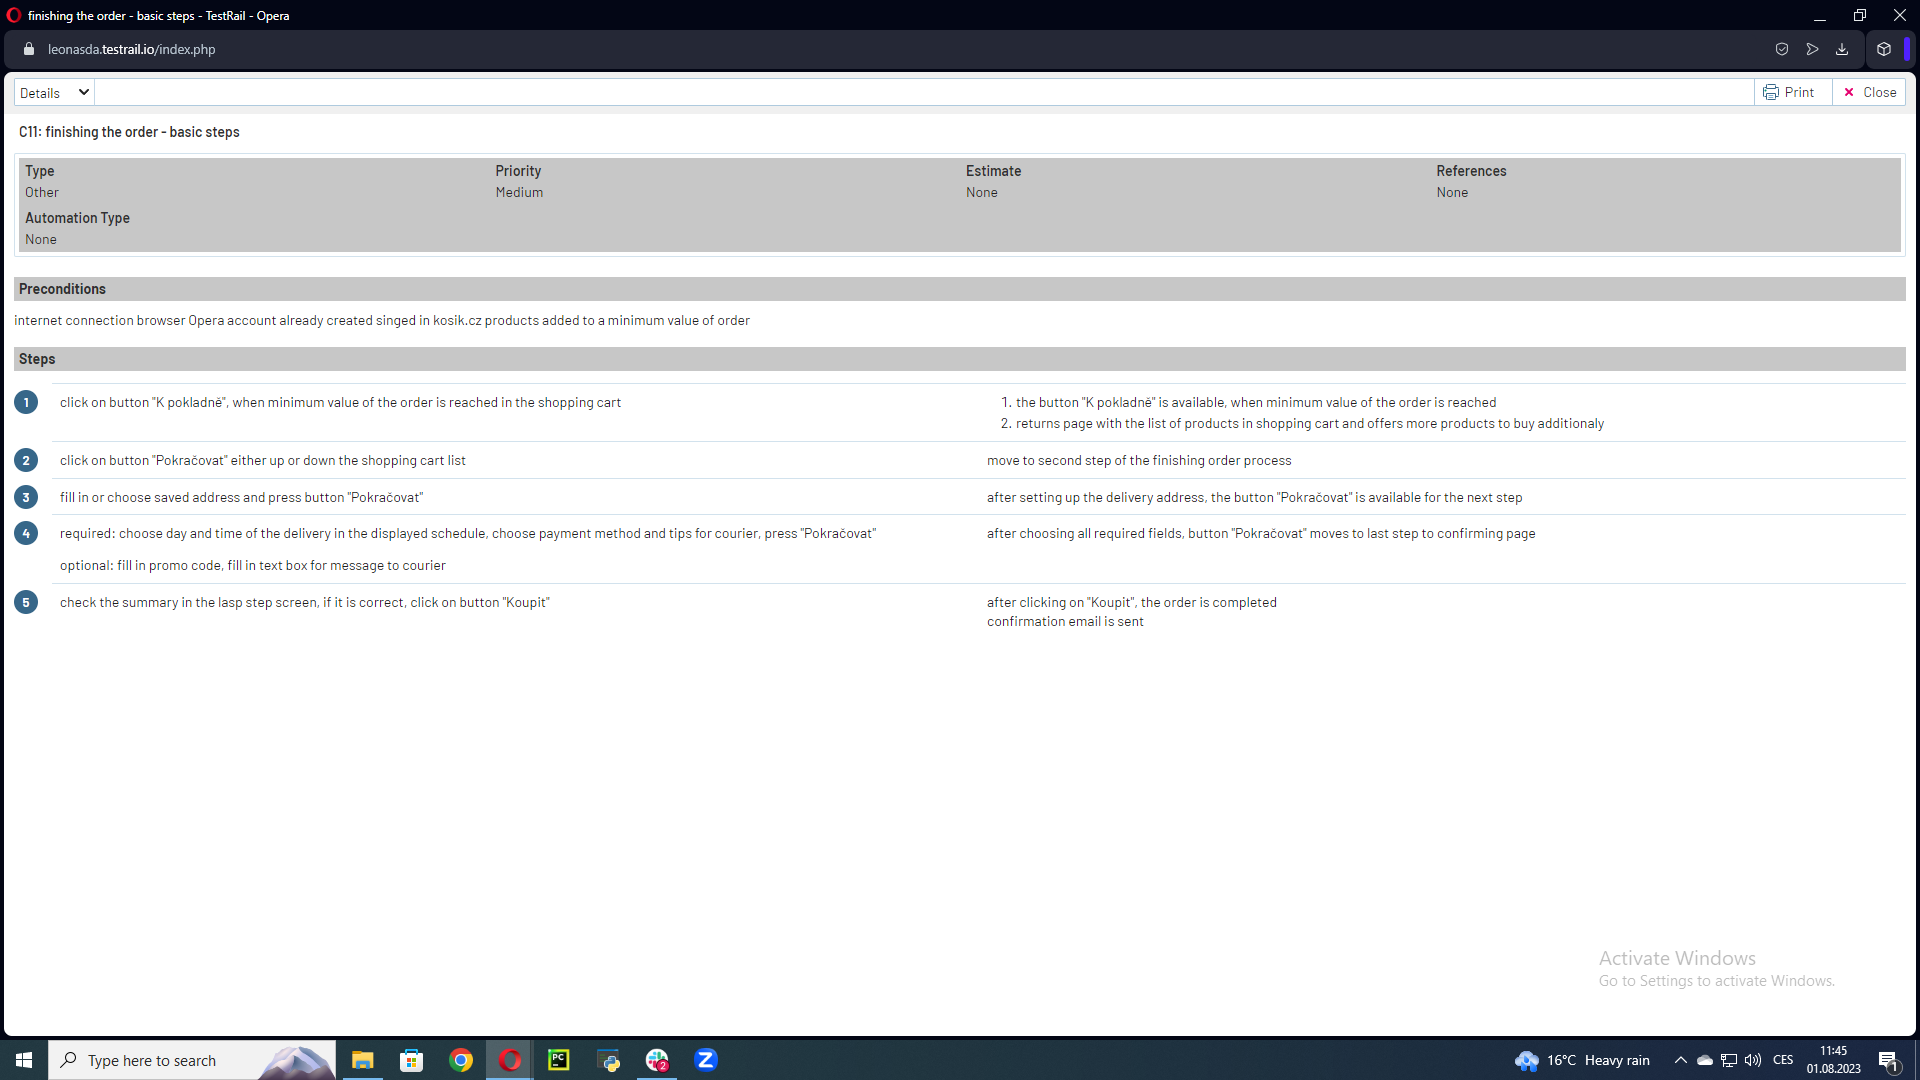 finishing the order - basic steps - TestRail - Opera
leonasda.testrail.io/index.php
Details
Print
Close
C11: finishing the order - basic steps
Type Priority Estimate References
Other Medium None None
Automation Type
None
Preconditions
internet connection browser Opera account already created singed in kosik.cz products added to a minimum value of order
Steps
1 click on button "K pokladně", when minimum value of the order is reached in the shopping cart
1. the button "K pokladně" is available, when minimum value of the order is reached
2. returns page with the list of products in shopping cart and offers more products to buy additionaly
2 click on button "Pokračovat" either up or down the shopping cart list
move to second step of the finishing order process
3 fill in or choose saved address and press button "Pokračovat"
after setting up the delivery address, the button "Pokračovat" is available for the next step
4 required: choose day and time of the delivery in the displayed schedule, choose payment method and tips for courier, press "Pokračovat"
optional: fill in promo code, fill in text box for message to courier
after choosing all required fields, button "Pokračovat" moves to last step to confirming page
5 check the summary in the lasp step screen, if it is correct, click on button "Koupit"
after clicking on "Koupit", the order is completed
confirmation email is sent
Activate Windows
Go to Settings to activate Windows.
Type here to search
PC
2
Z
16°C Heavy rain
CES
11:45
01.08.2023
1